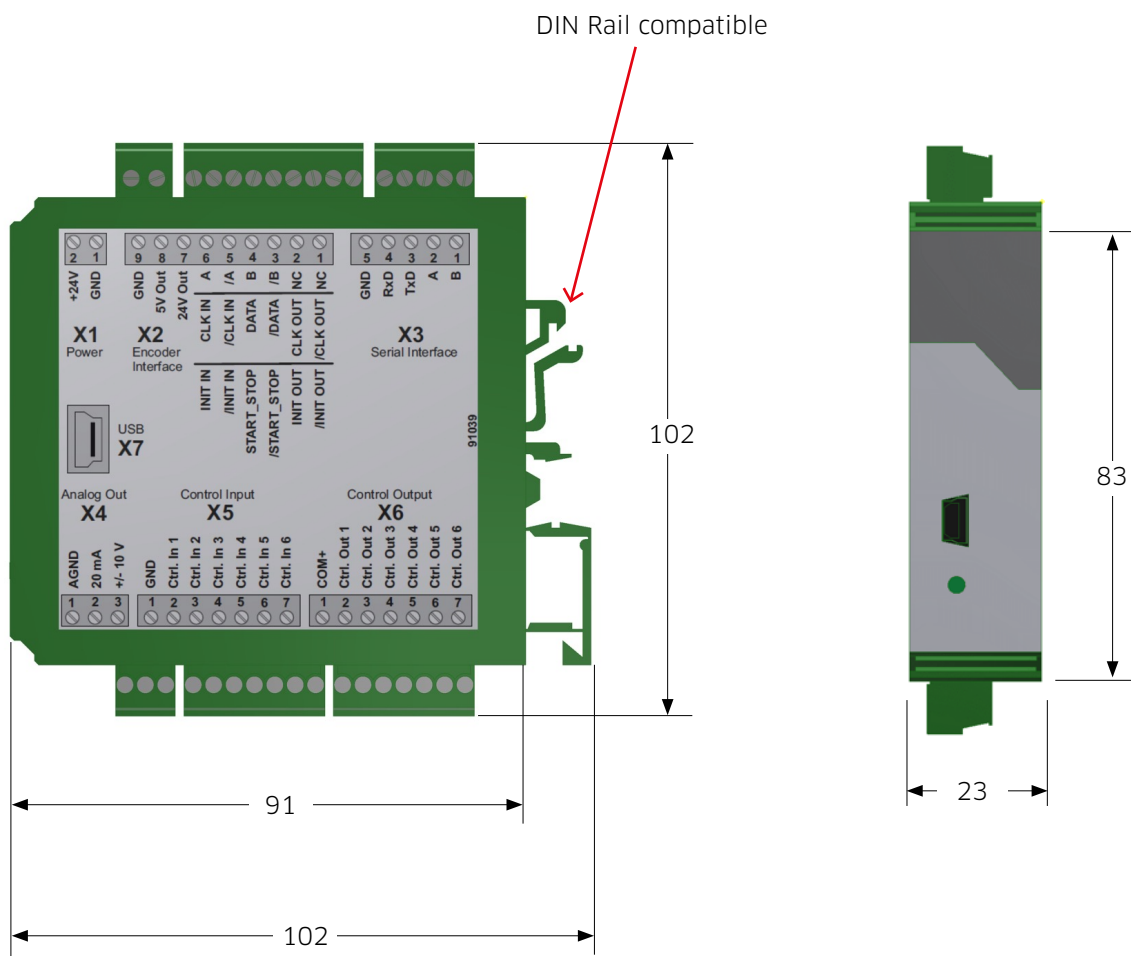 DIN Rail compatible
2 1
+24V GND
X1
Power
9 8 7 6 5 4 3 2 1
GND 5V Out 24V Out A /A B /B NC NC
CLK IN /CLK IN DATA /DATA CLK OUT /CLK OUT
INIT IN /INIT IN START_STOP /START_STOP INIT OUT /INIT OUT
X2
Encoder
Interface
5 4 3 2 1
GND RxD TxD A B
X3
Serial Interface
USB
X7
91039
Analog Out
X4
AGND 20 mA +/- 10 V
1 2 3
Control Input
X5
GND Ctrl. In 1 Ctrl. In 2 Ctrl. In 3 Ctrl. In 4 Ctrl. In 5 Ctrl. In 6
1 2 3 4 5 6 7
Control Output
X6
COM+ Ctrl. Out 1 Ctrl. Out 2 Ctrl. Out 3 Ctrl. Out 4 Ctrl. Out 5 Ctrl. Out 6
1 2 3 4 5 6 7
102
83
91
23
102